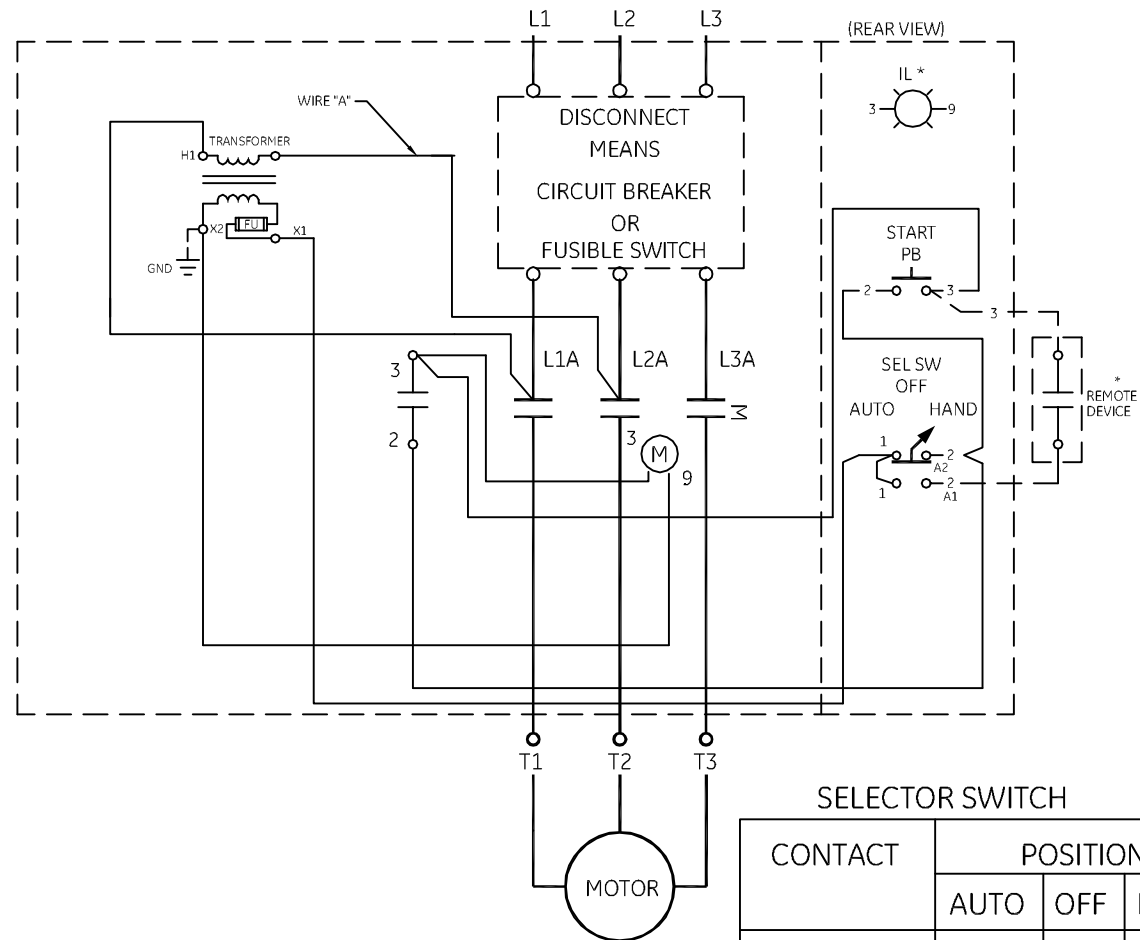 L1 L2 L3
(REAR VIEW)
IL *
3 9
WIRE "A"
TRANSFORMER
H1
X2 FU X1
GND
DISCONNECT
MEANS
CIRCUIT BREAKER
OR
FUSIBLE SWITCH
START
PB
2 3
3
L1A L2A L3A
3
2
M
3
M
9
SEL SW
OFF
AUTO HAND
1 2
A2
1 2
A1
*
REMOTE
DEVICE
T1 T2 T3
MOTOR
SELECTOR SWITCH
CONTACT POSITION
AUTO OFF